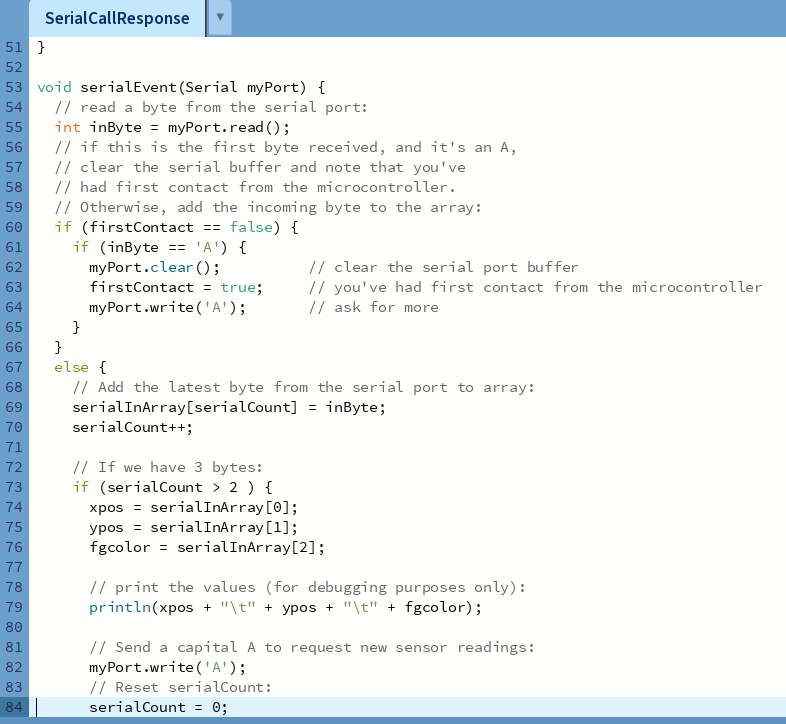 SerialCallResponse ▼
51 }
52
53 void serialEvent(Serial myPort) {
54   // read a byte from the serial port:
55   int inByte = myPort.read();
56   // if this is the first byte received, and it's an A,
57   // clear the serial buffer and note that you've
58   // had first contact from the microcontroller.
59   // Otherwise, add the incoming byte to the array:
60   if (firstContact == false) {
61     if (inByte == 'A') {
62       myPort.clear();          // clear the serial port buffer
63       firstContact = true;     // you've had first contact from the microcontroller
64       myPort.write('A');       // ask for more
65     }
66   }
67   else {
68     // Add the latest byte from the serial port to array:
69     serialInArray[serialCount] = inByte;
70     serialCount++;
71
72     // If we have 3 bytes:
73     if (serialCount > 2 ) {
74       xpos = serialInArray[0];
75       ypos = serialInArray[1];
76       fgcolor = serialInArray[2];
77
78       // print the values (for debugging purposes only):
79       println(xpos + "\t" + ypos + "\t" + fgcolor);
80
81       // Send a capital A to request new sensor readings:
82       myPort.write('A');
83       // Reset serialCount:
84       serialCount = 0;